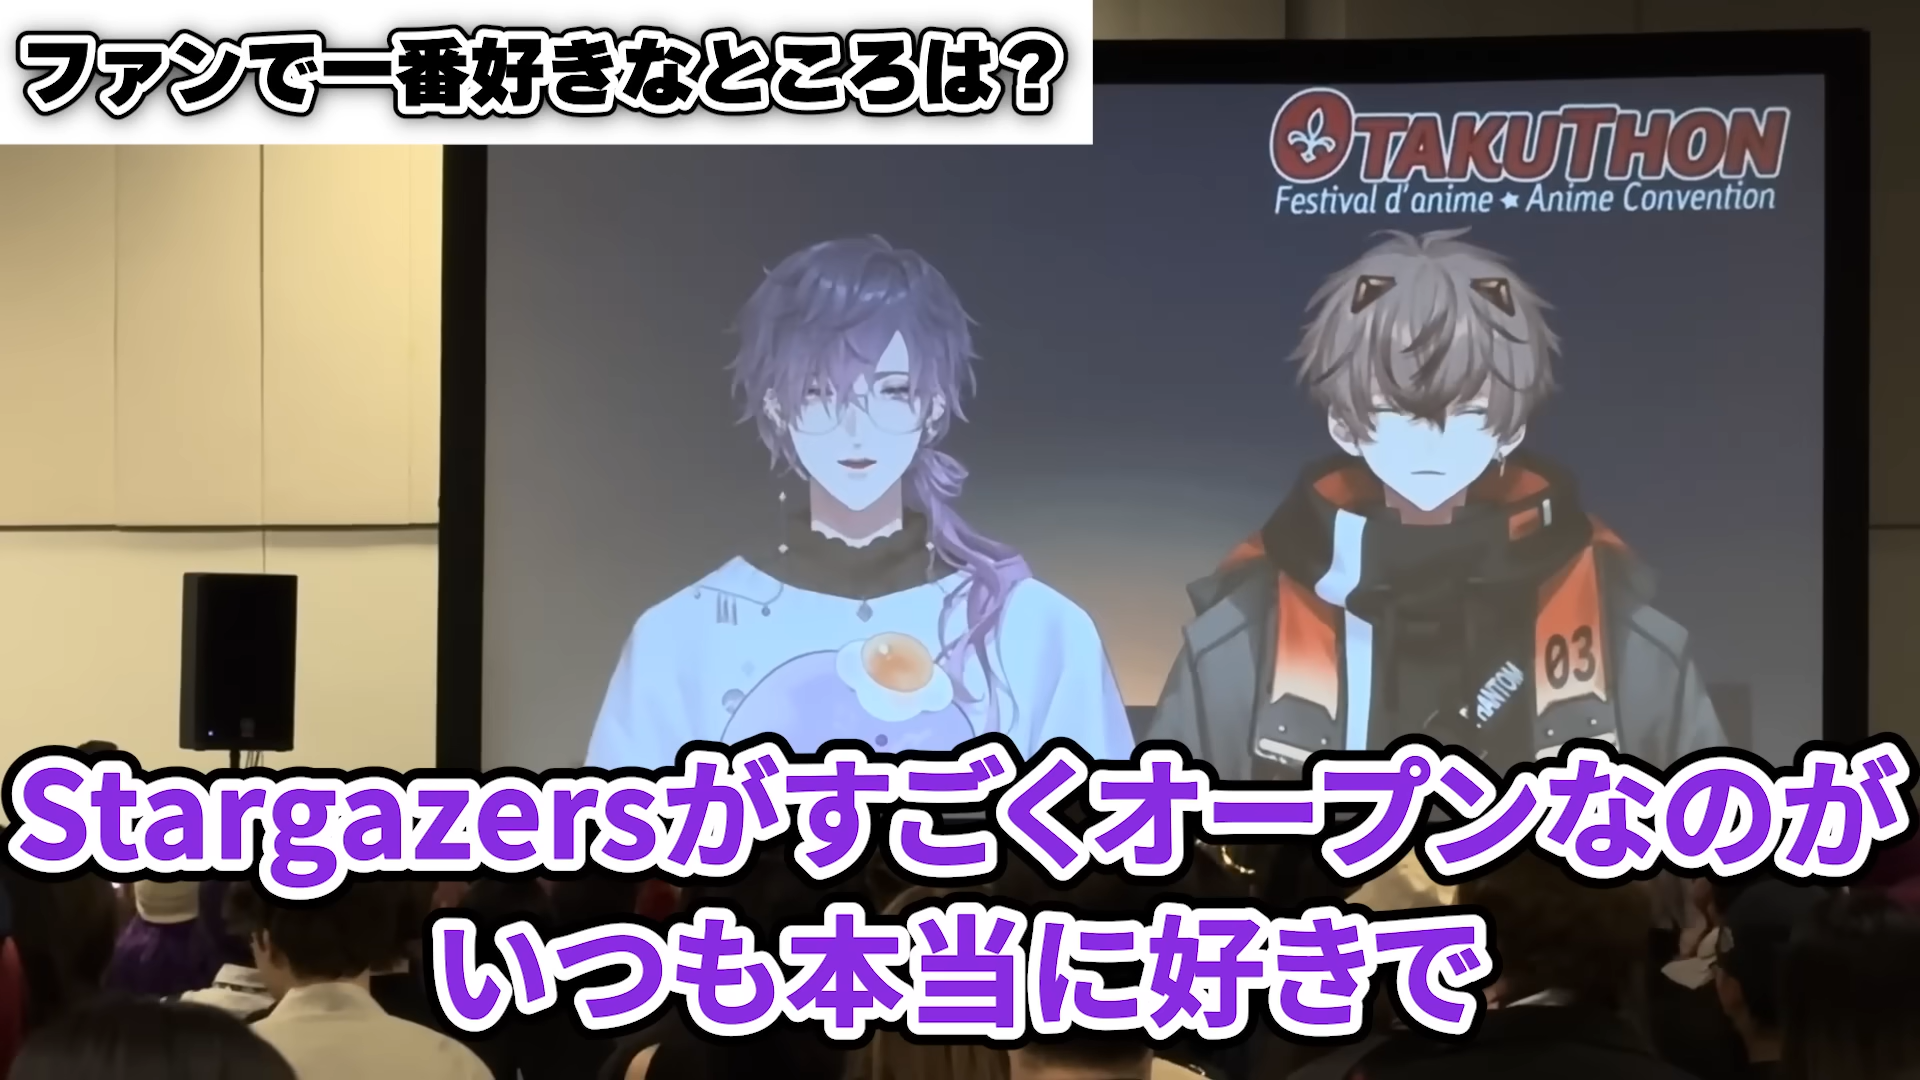 ファンで一番好きなところは？
OTAKUTHON
Festival d'anime ★ Anime Convention
03
Stargazersがすごくオープンなのが
いつも本当に好きで